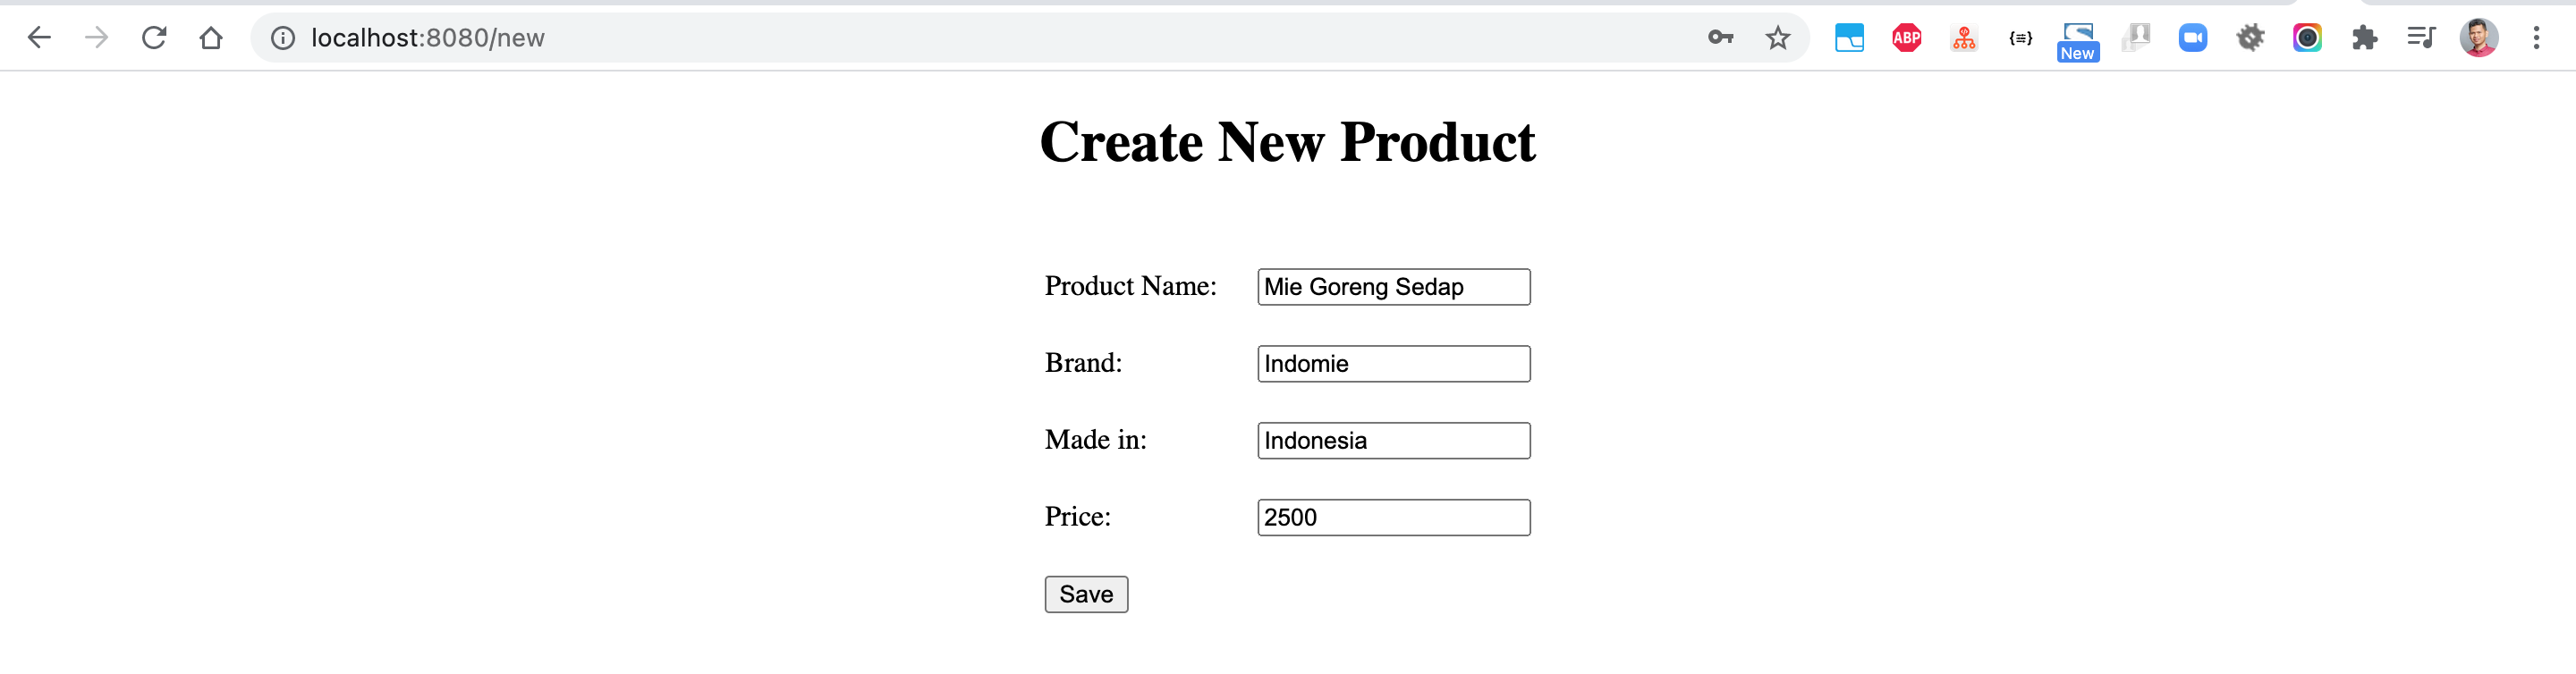 localhost:8080/new
ABP
{≡}
New
Create New Product
Product Name: Mie Goreng Sedap
Brand: Indomie
Made in: Indonesia
Price: 2500
Save